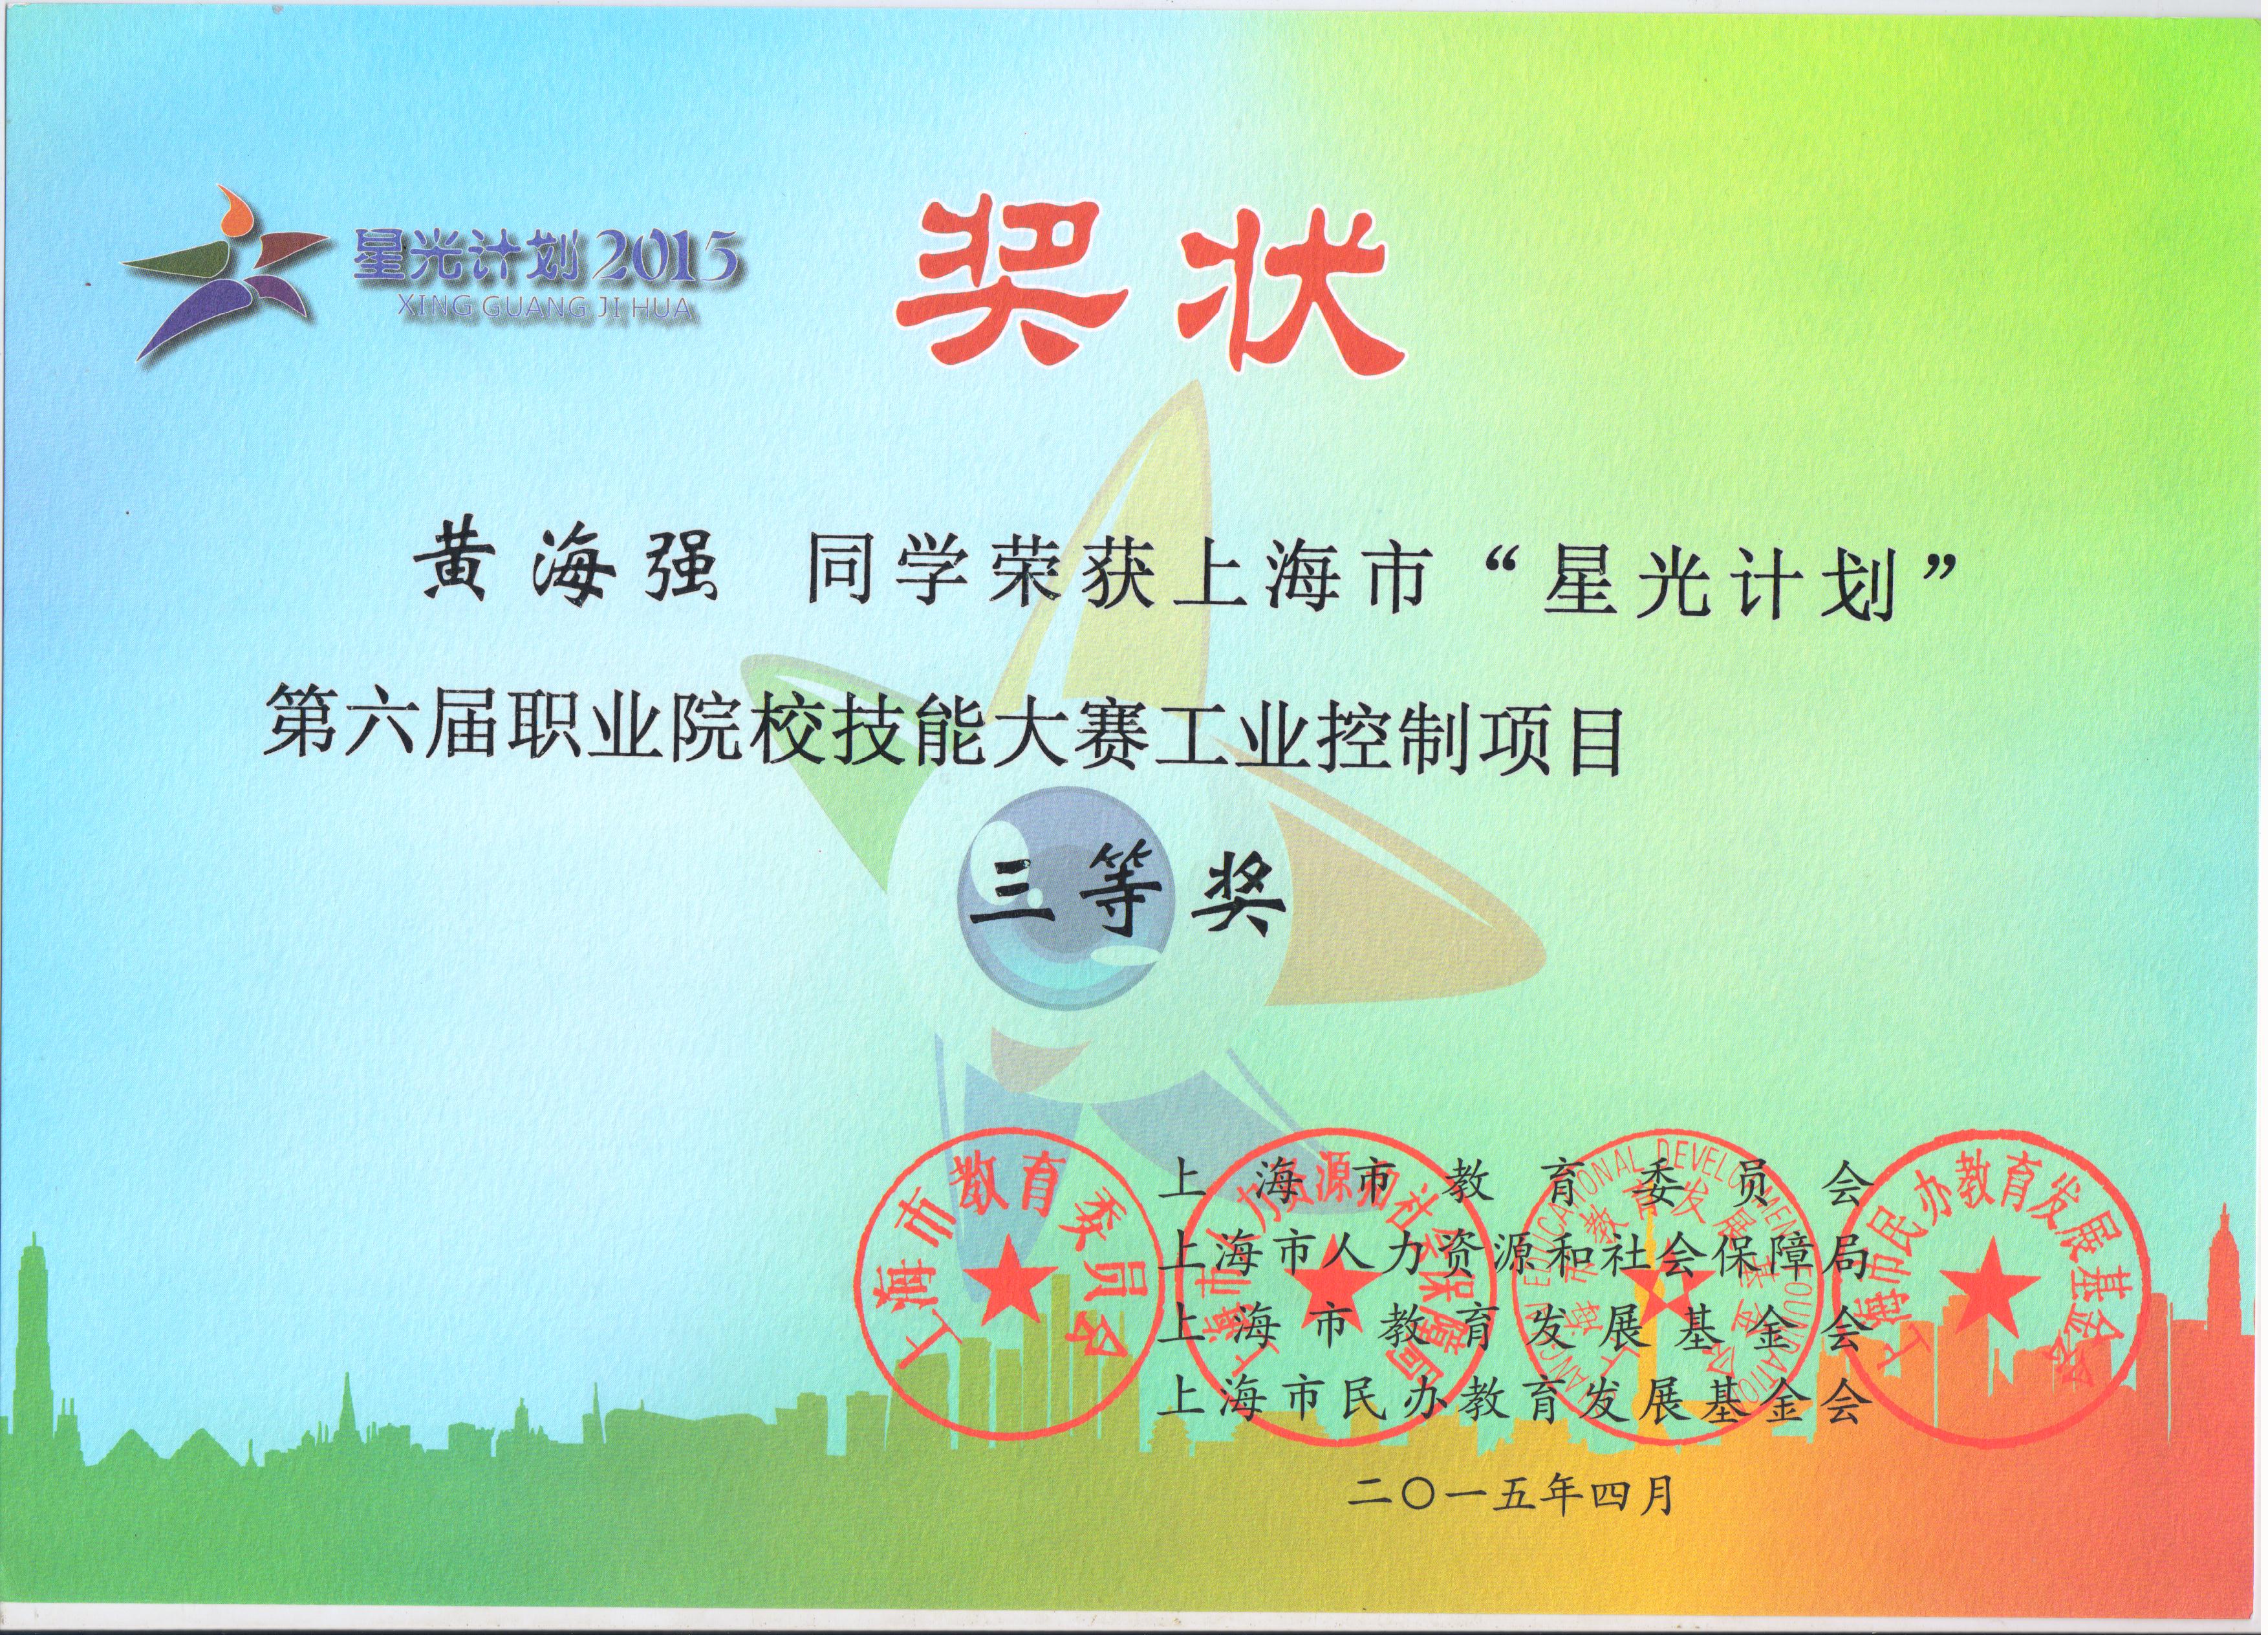 星光计划2015
XING GUANG JI HUA
奖状
黄海强 同学荣获上海市“星光计划”
第六届职业院校技能大赛工业控制项目
三等奖
上海市教育委员会
上海市人力资源和社会保障局
上海市教育发展基金会
上海市民办教育发展基金会
二〇一五年四月
上海市教育委员会
上海市人力资源和社会保障局
上海市教育发展基金会
上海市民办教育发展基金会